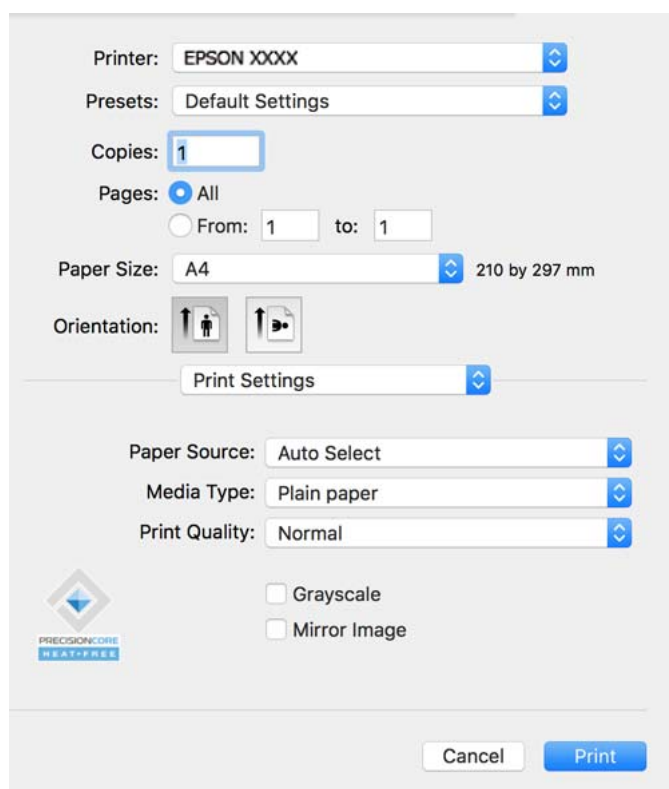 Printer: EPSON XXXX
Presets: Default Settings
Copies: 1
Pages: All
From: 1 to: 1
Paper Size: A4 210 by 297 mm
Orientation:
Print Settings
Paper Source: Auto Select
Media Type: Plain paper
Print Quality: Normal
Grayscale
Mirror Image
PRECISIONCORE
HEAT-FREE
Cancel Print